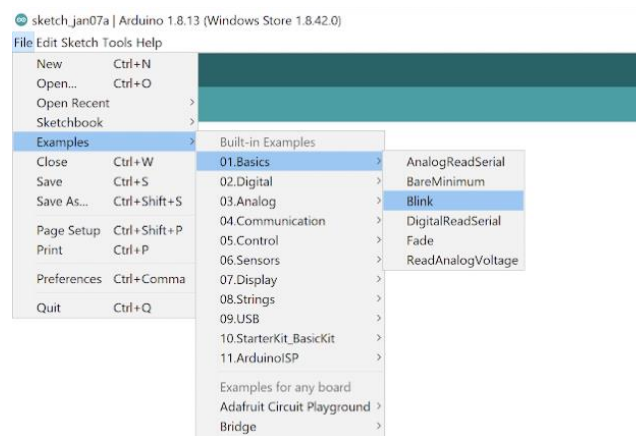 sketch_jan07a | Arduino 1.8.13 (Windows Store 1.8.42.0)
File Edit Sketch Tools Help
New Ctrl+N
Open... Ctrl+O
Open Recent
Sketchbook
Examples
Close Ctrl+W
Save Ctrl+S
Save As... Ctrl+Shift+S
Page Setup Ctrl+Shift+P
Print Ctrl+P
Preferences Ctrl+Comma
Quit Ctrl+Q
Built-in Examples
01.Basics
02.Digital
03.Analog
04.Communication
05.Control
06.Sensors
07.Display
08.Strings
09.USB
10.StarterKit_BasicKit
11.ArduinoISP
Examples for any board
Adafruit Circuit Playground
Bridge
AnalogReadSerial
BareMinimum
Blink
DigitalReadSerial
Fade
ReadAnalogVoltage